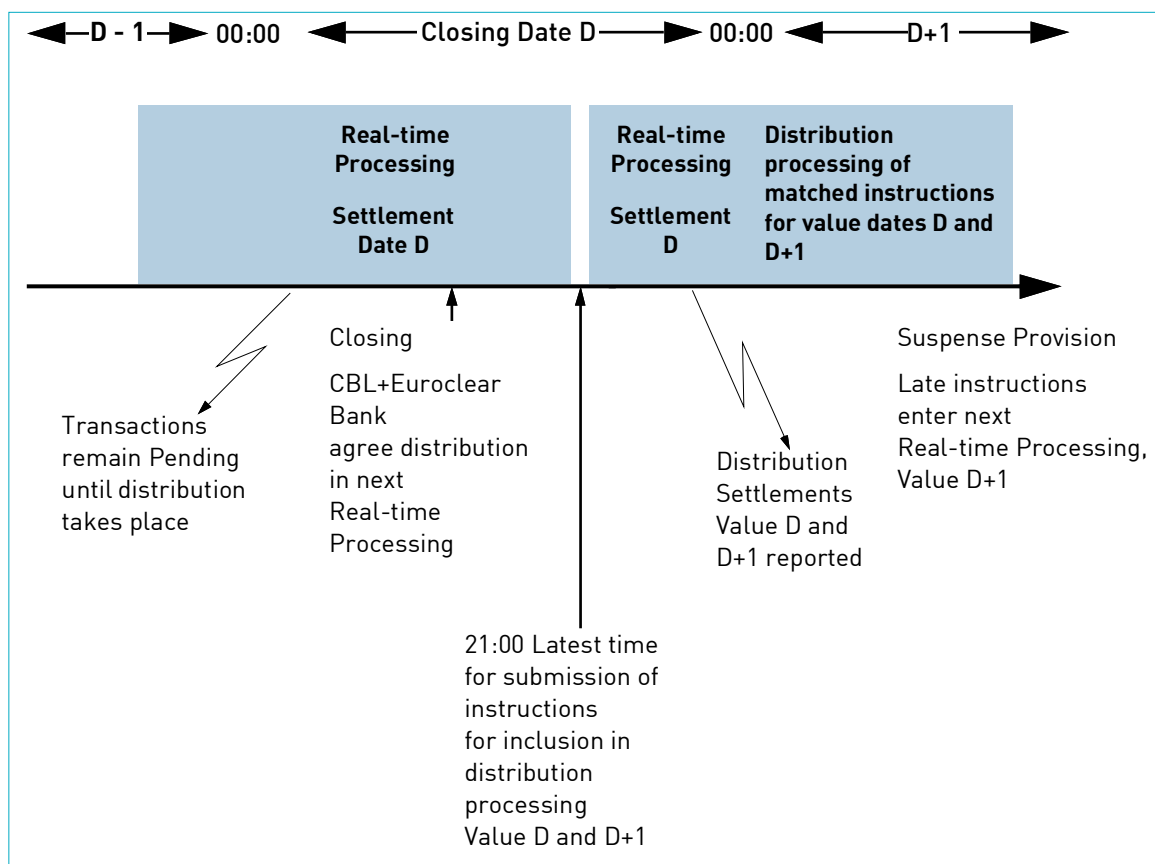 D - 1 00:00 Closing Date D 00:00 D+1
Real-time
Processing
Settlement
Date D
Real-time
Processing
Settlement
D
Distribution
processing of
matched instructions
for value dates D and
D+1
Transactions
remain Pending
until distribution
takes place
Closing
CBL+Euroclear
Bank
agree distribution
in next
Real-time
Processing
21:00 Latest time
for submission of
instructions
for inclusion in
distribution
processing
Value D and D+1
Distribution
Settlements
Value D and
D+1 reported
Suspense Provision
Late instructions
enter next
Real-time Processing,
Value D+1